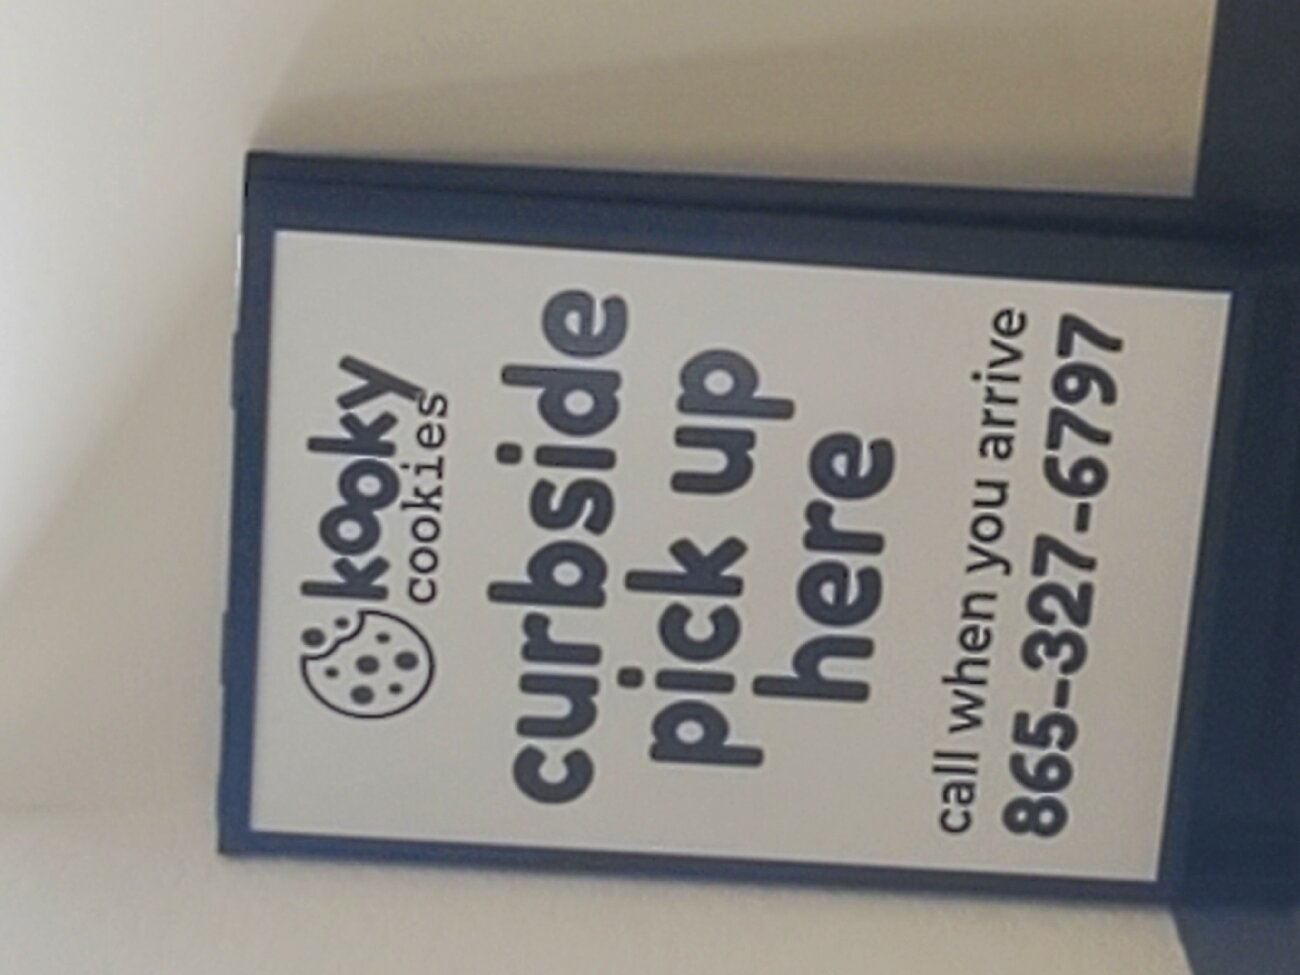 kooky
cookies
curbside
pick up
here
call when you arrive
865-327-6797